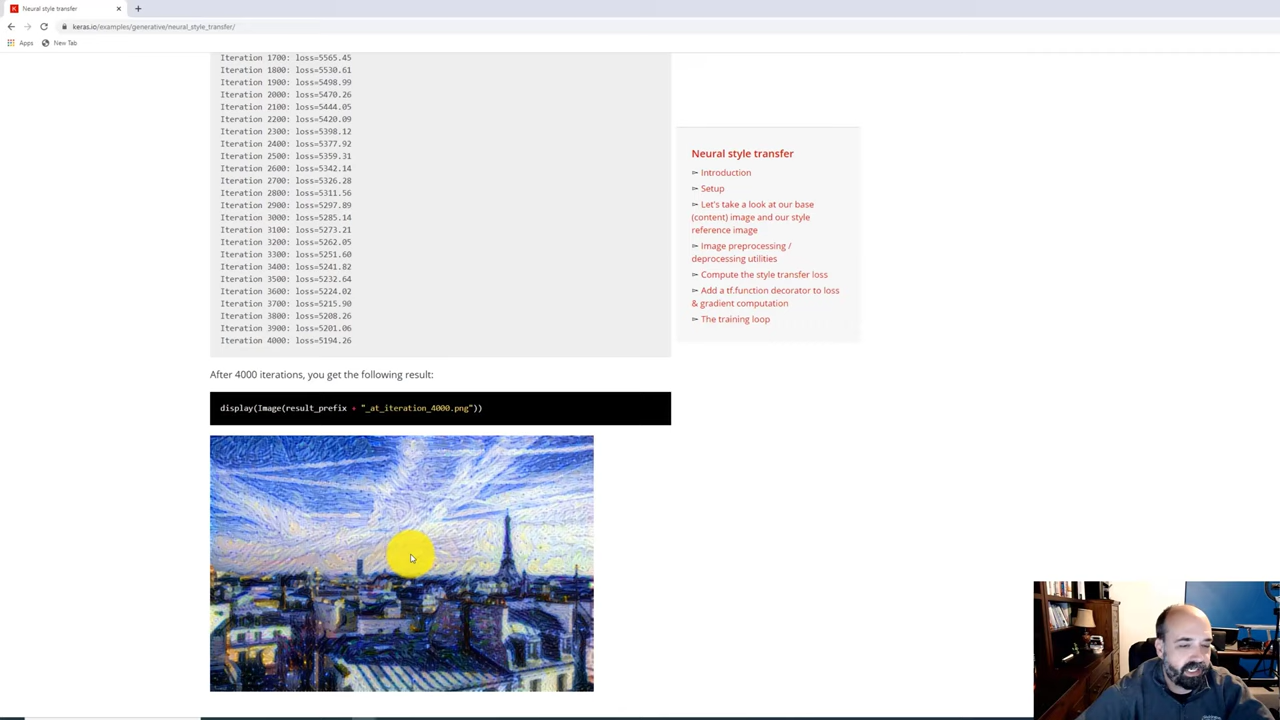 Neural style transfer
keras.io/examples/generative/neural_style_transfer/
Apps
New Tab
Iteration 1700: loss=5565.45
Iteration 1800: loss=5530.61
Iteration 1900: loss=5498.99
Iteration 2000: loss=5470.26
Iteration 2100: loss=5444.05
Iteration 2200: loss=5420.09
Iteration 2300: loss=5398.12
Iteration 2400: loss=5377.92
Iteration 2500: loss=5359.31
Iteration 2600: loss=5342.14
Iteration 2700: loss=5326.28
Iteration 2800: loss=5311.56
Iteration 2900: loss=5297.89
Iteration 3000: loss=5285.14
Iteration 3100: loss=5273.21
Iteration 3200: loss=5262.05
Iteration 3300: loss=5251.60
Iteration 3400: loss=5241.82
Iteration 3500: loss=5232.64
Iteration 3600: loss=5224.02
Iteration 3700: loss=5215.90
Iteration 3800: loss=5208.26
Iteration 3900: loss=5201.06
Iteration 4000: loss=5194.26
After 4000 iterations, you get the following result:
display(Image(result_prefix + "_at_iteration_4000.png"))
Neural style transfer
► Introduction
► Setup
► Let's take a look at our base
(content) image and our style
reference image
► Image preprocessing /
deprocessing utilities
► Compute the style transfer loss
► Add a tf.function decorator to loss
& gradient computation
► The training loop